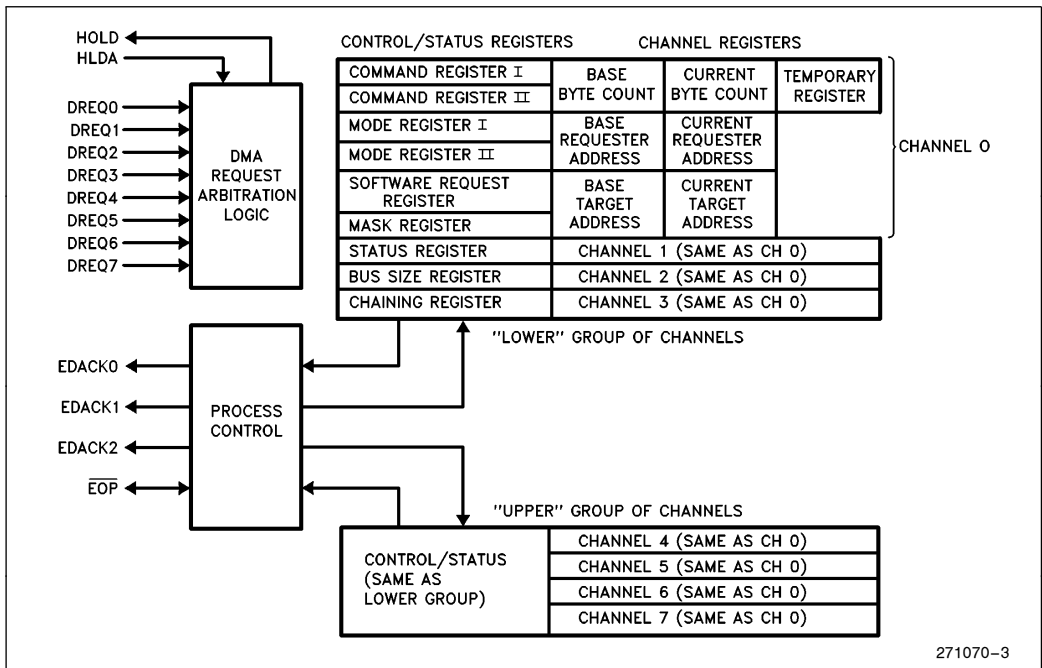 HOLD
HLDA
DREQ0
DREQ1
DREQ2
DREQ3
DREQ4
DREQ5
DREQ6
DREQ7
DMA
REQUEST
ARBITRATION
LOGIC
CONTROL/STATUS REGISTERS
CHANNEL REGISTERS
COMMAND REGISTER I
COMMAND REGISTER II
MODE REGISTER I
MODE REGISTER II
SOFTWARE REQUEST
REGISTER
MASK REGISTER
STATUS REGISTER
BUS SIZE REGISTER
CHAINING REGISTER
BASE
BYTE COUNT
CURRENT
BYTE COUNT
TEMPORARY
REGISTER
BASE
REQUESTER
ADDRESS
CURRENT
REQUESTER
ADDRESS
BASE
TARGET
ADDRESS
CURRENT
TARGET
ADDRESS
CHANNEL 0
CHANNEL 1 (SAME AS CH 0)
CHANNEL 2 (SAME AS CH 0)
CHANNEL 3 (SAME AS CH 0)
"LOWER" GROUP OF CHANNELS
EDACK0
EDACK1
EDACK2
EOP
PROCESS
CONTROL
"UPPER" GROUP OF CHANNELS
CONTROL/STATUS
(SAME AS
LOWER GROUP)
CHANNEL 4 (SAME AS CH 0)
CHANNEL 5 (SAME AS CH 0)
CHANNEL 6 (SAME AS CH 0)
CHANNEL 7 (SAME AS CH 0)
271070-3